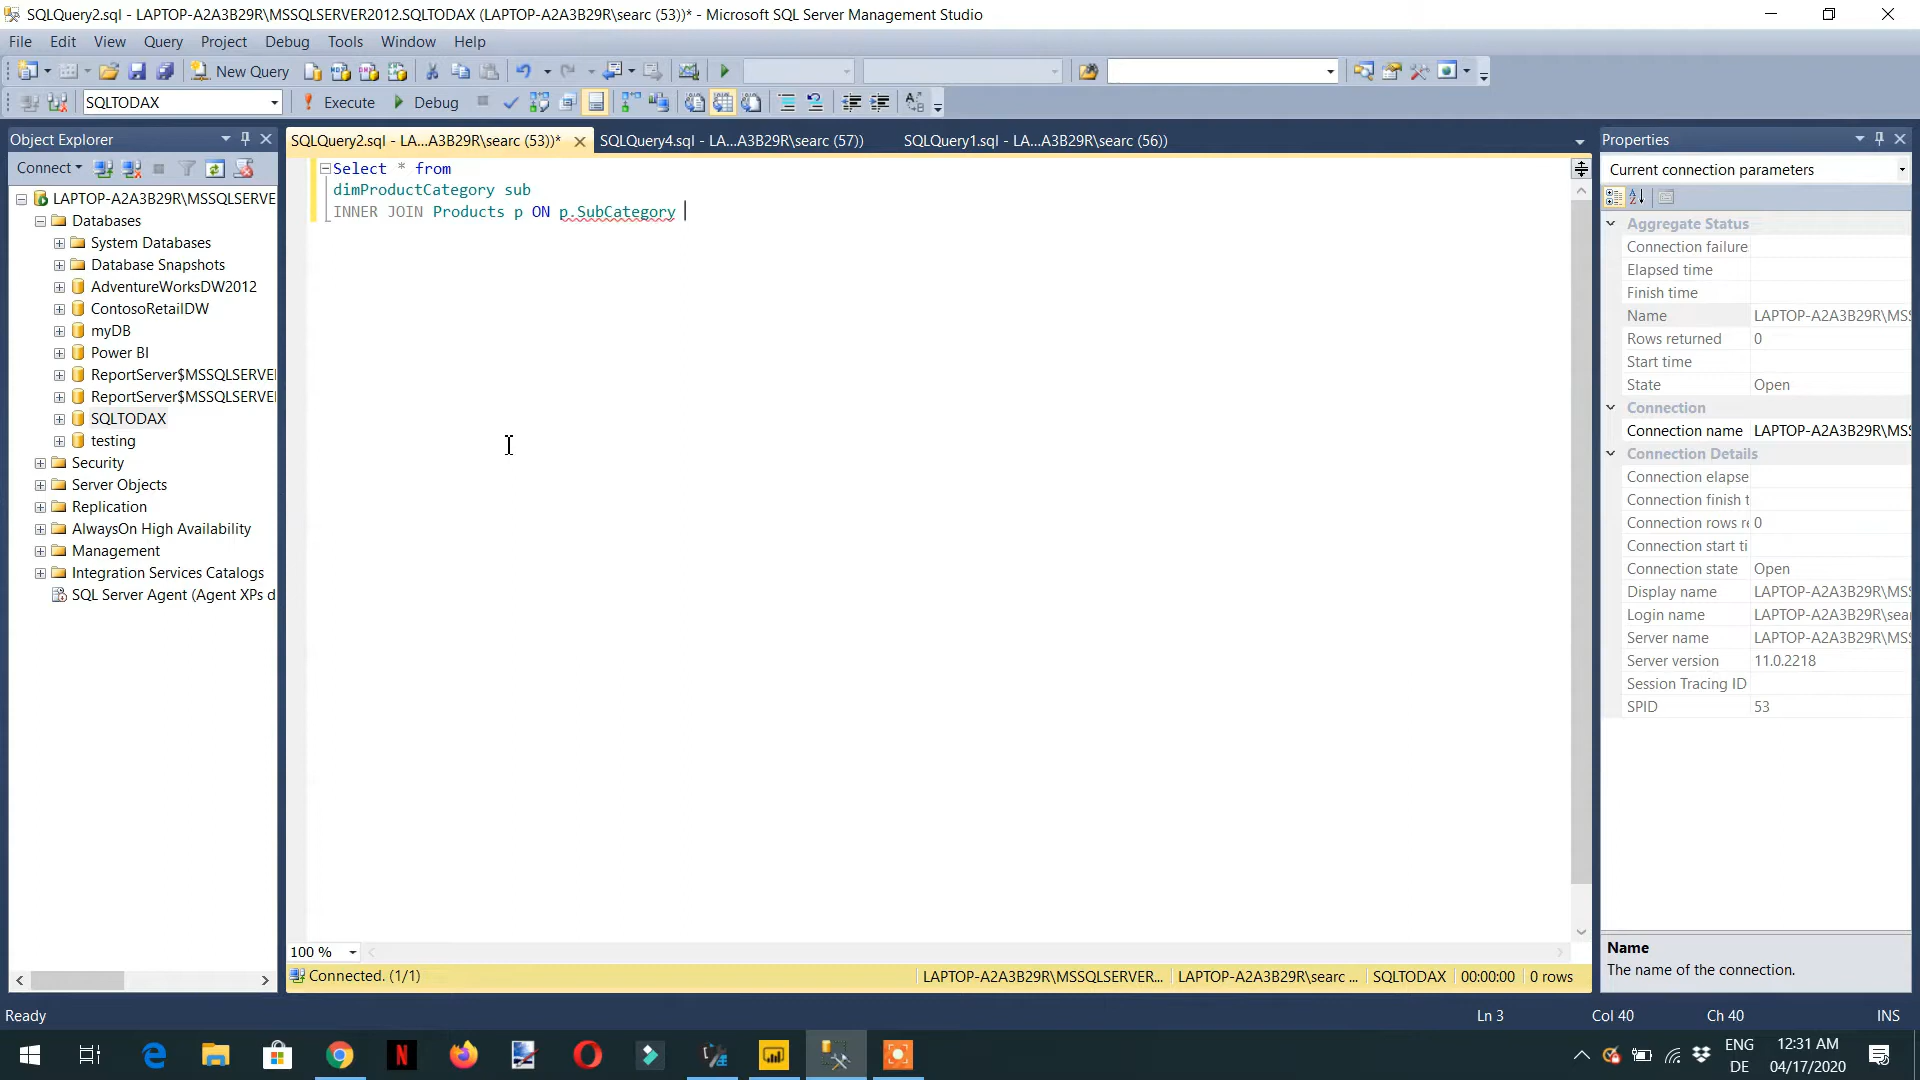 SQLQuery2.sql - LAPTOP-A2A3B29R\MSSQLSERVER2012.SQLTODAX (LAPTOP-A2A3B29R\searc (53))* - Microsoft SQL Server Management Studio
File Edit View Query Project Debug Tools Window Help
New Query
SQLTODAX Execute Debug
Object Explorer
Connect
LAPTOP-A2A3B29R\MSSQLSERVE
Databases
System Databases
Database Snapshots
AdventureWorksDW2012
ContosoRetailDW
myDB
Power BI
ReportServer$MSSQLSERVE
ReportServer$MSSQLSERVE
SQLTODAX
testing
Security
Server Objects
Replication
AlwaysOn High Availability
Management
Integration Services Catalogs
SQL Server Agent (Agent XPs d
SQLQuery2.sql - LA...A3B29R\searc (53))* SQLQuery4.sql - LA...A3B29R\searc (57)) SQLQuery1.sql - LA...A3B29R\searc (56))
Select * from
dimProductCategory sub
INNER JOIN Products p ON p.SubCategory
100 %
Connected. (1/1) LAPTOP-A2A3B29R\MSSQLSERVER... LAPTOP-A2A3B29R\searc ... SQLTODAX 00:00:00 0 rows
Properties
Current connection parameters
Aggregate Status
Connection failure
Elapsed time
Finish time
Name LAPTOP-A2A3B29R\MSS
Rows returned 0
Start time
State Open
Connection
Connection name LAPTOP-A2A3B29R\MSS
Connection Details
Connection elapse
Connection finish t
Connection rows re 0
Connection start ti
Connection state Open
Display name LAPTOP-A2A3B29R\MSS
Login name LAPTOP-A2A3B29R\sear
Server name LAPTOP-A2A3B29R\MSS
Server version 11.0.2218
Session Tracing ID
SPID 53
Name
The name of the connection.
Ready Ln 3 Col 40 Ch 40 INS
ENG
DE
12:31 AM
04/17/2020